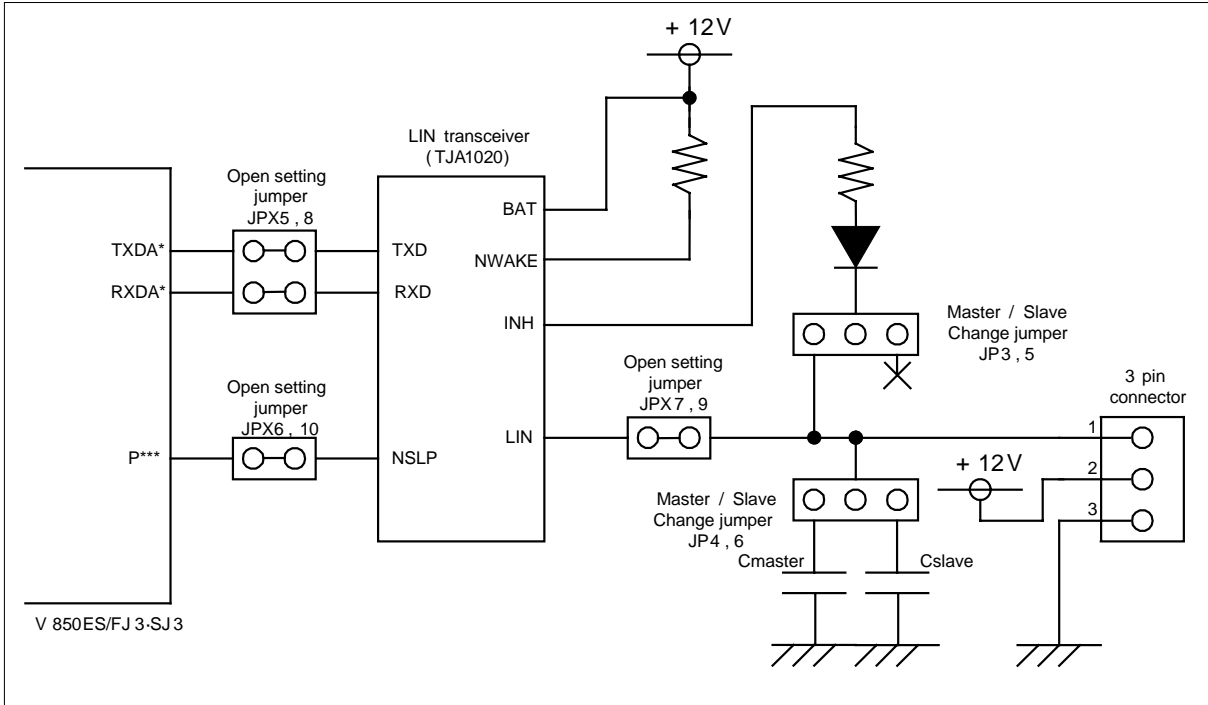 + 12V
LIN transceiver
(TJA1020)
Open setting
jumper
JPX5 , 8
BAT
TXDA*
TXD
NWAKE
RXDA*
RXD
INH
Master / Slave
Change jumper
JP3 , 5
Open setting
jumper
JPX7 , 9
3 pin
connector
Open setting
jumper
JPX6 , 10
LIN
1
P***
NSLP
+ 12V
2
Master / Slave
Change jumper
JP4 , 6
3
Cmaster
Cslave
V 850ES/FJ 3·SJ 3